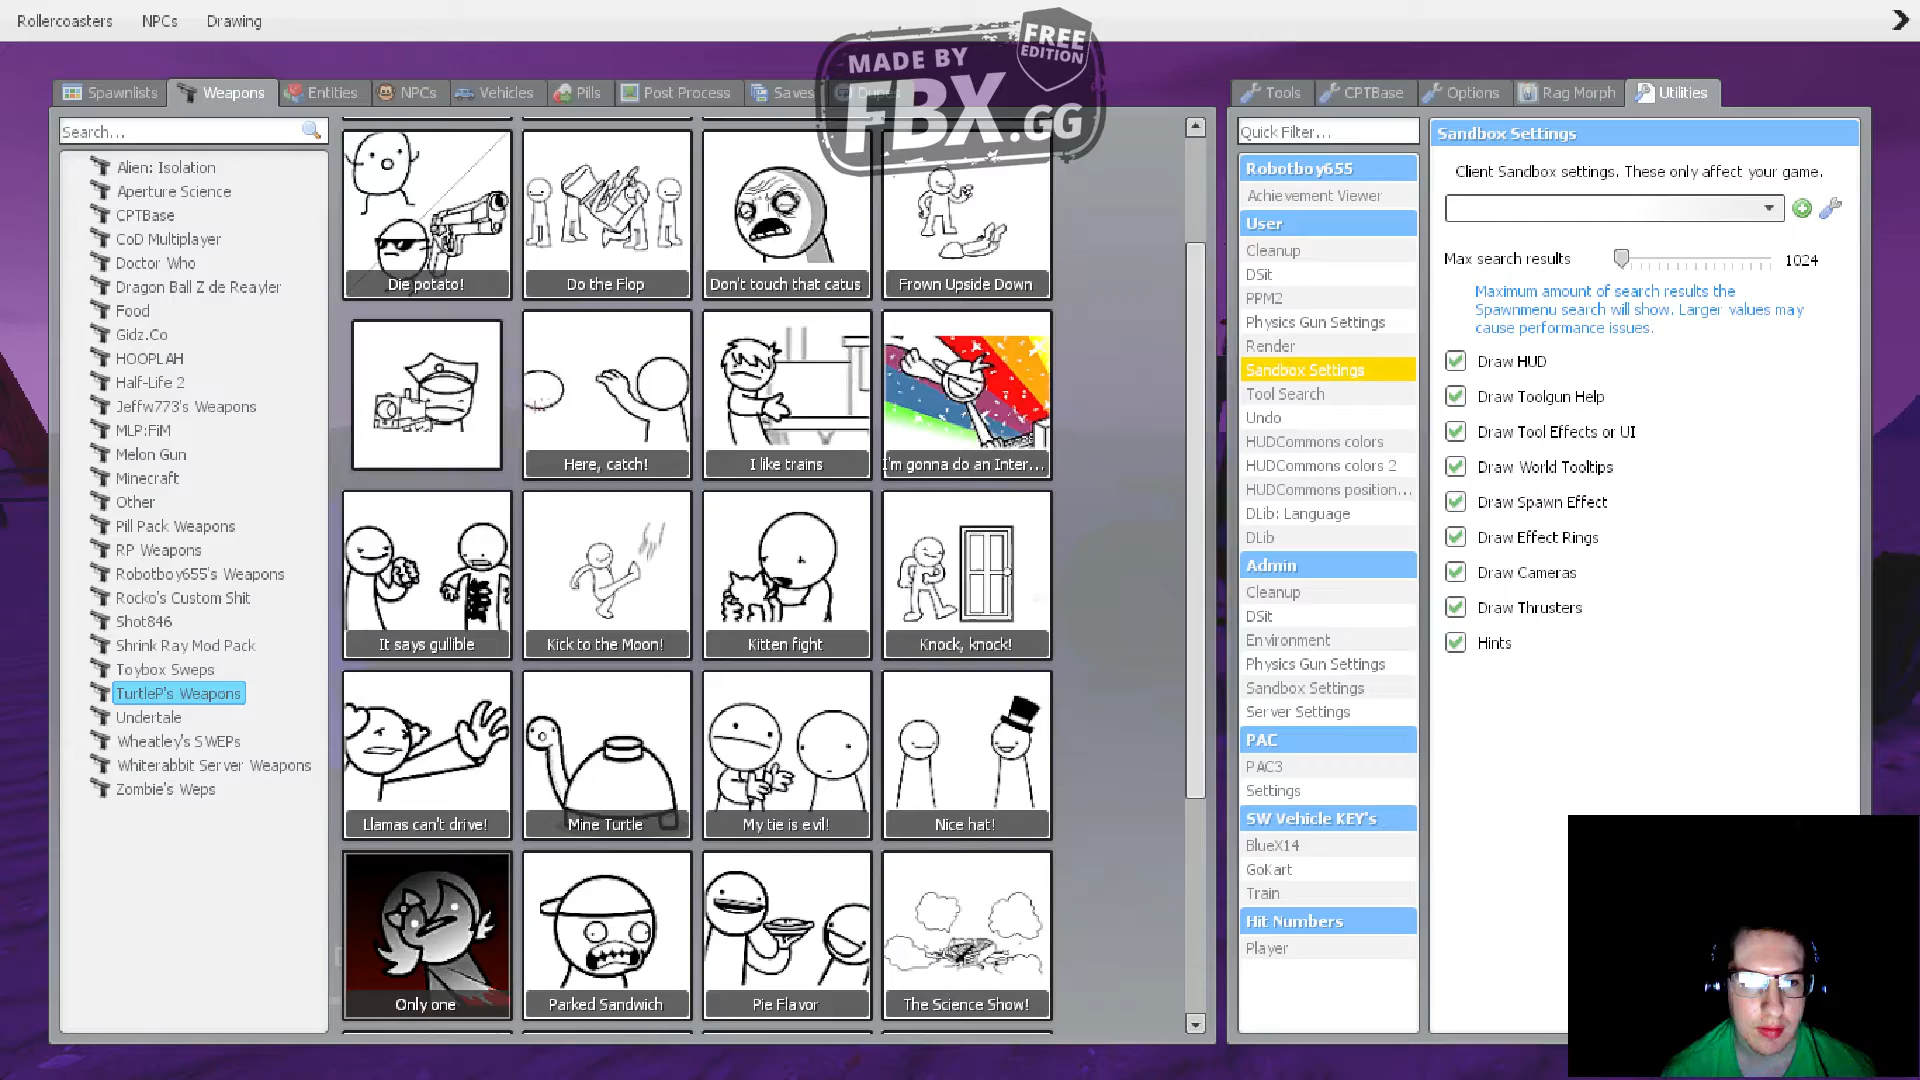 Rollercoasters NPCs Drawing
MADE BY
FBX.GG
FREE
EDITION
Spawnlists Weapons Entities NPCs Vehicles Pills Post Process Saves Dupes
Search...
Alien: Isolation
Aperture Science
CPTBase
CoD Multiplayer
Doctor Who
Dragon Ball Z de Reayler
Food
Gidz.Co
HOOPLAH
Half-Life 2
Jeffw773's Weapons
MLP:FiM
Melon Gun
Minecraft
Other
Pill Pack Weapons
RP Weapons
Robotboy655's Weapons
Rocko's Custom Shit
Shot846
Shrink Ray Mod Pack
Toybox Sweps
TurtleP's Weapons
Undertale
Wheatley's SWEPs
Whiterabbit Server Weapons
Zombie's Weps
Die potato! Do the Flop Don't touch that catus Frown Upside Down
Here, catch! I like trains I'm gonna do an Inter...
It says gullible Kick to the Moon! Kitten fight Knock, knock!
Llamas can't drive! Mine Turtle My tie is evil! Nice hat!
Only one Parked Sandwich Pie Flavor The Science Show!
Tools CPTBase Options Rag Morph Utilities
Quick Filter...
Robotboy655
Achievement Viewer
User
Cleanup
DSit
PPM2
Physics Gun Settings
Render
Sandbox Settings
Tool Search
Undo
HUDCommons colors
HUDCommons colors 2
HUDCommons position...
DLib: Language
DLib
Admin
Cleanup
DSit
Environment
Physics Gun Settings
Sandbox Settings
Server Settings
PAC
PAC3
Settings
SW Vehicle KEY's
BlueX14
GoKart
Train
Hit Numbers
Player
Sandbox Settings
Client Sandbox settings. These only affect your game.
Max search results 1024
Maximum amount of search results the
Spawnmenu search will show. Larger values may
cause performance issues.
Draw HUD
Draw Toolgun Help
Draw Tool Effects or UI
Draw World Tooltips
Draw Spawn Effect
Draw Effect Rings
Draw Cameras
Draw Thrusters
Hints